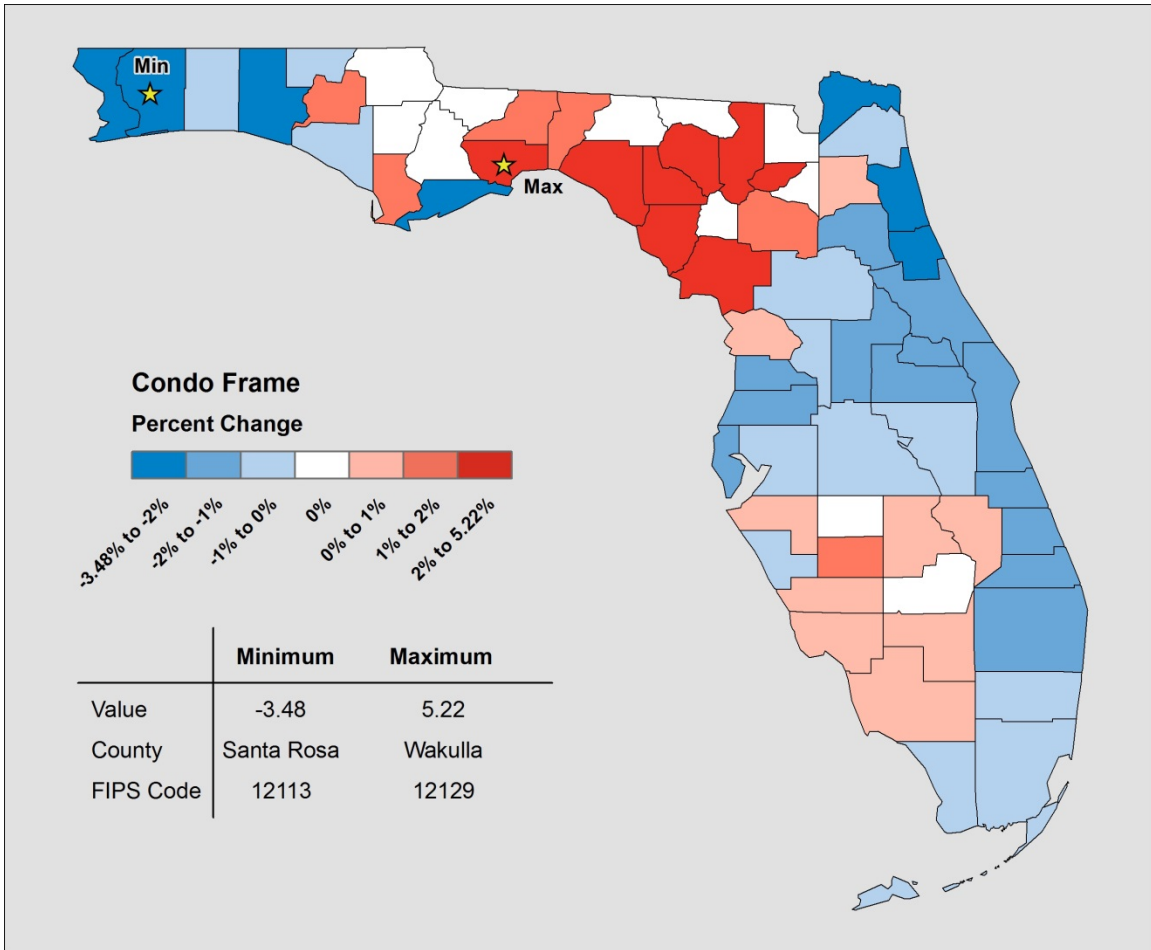 Min
Max
Condo Frame
Percent Change
-3.48% to -2%
-2% to -1%
-1% to 0%
0%
0% to 1%
1% to 2%
2% to 5.22%
Minimum Maximum
Value -3.48 5.22
County Santa Rosa Wakulla
FIPS Code 12113 12129